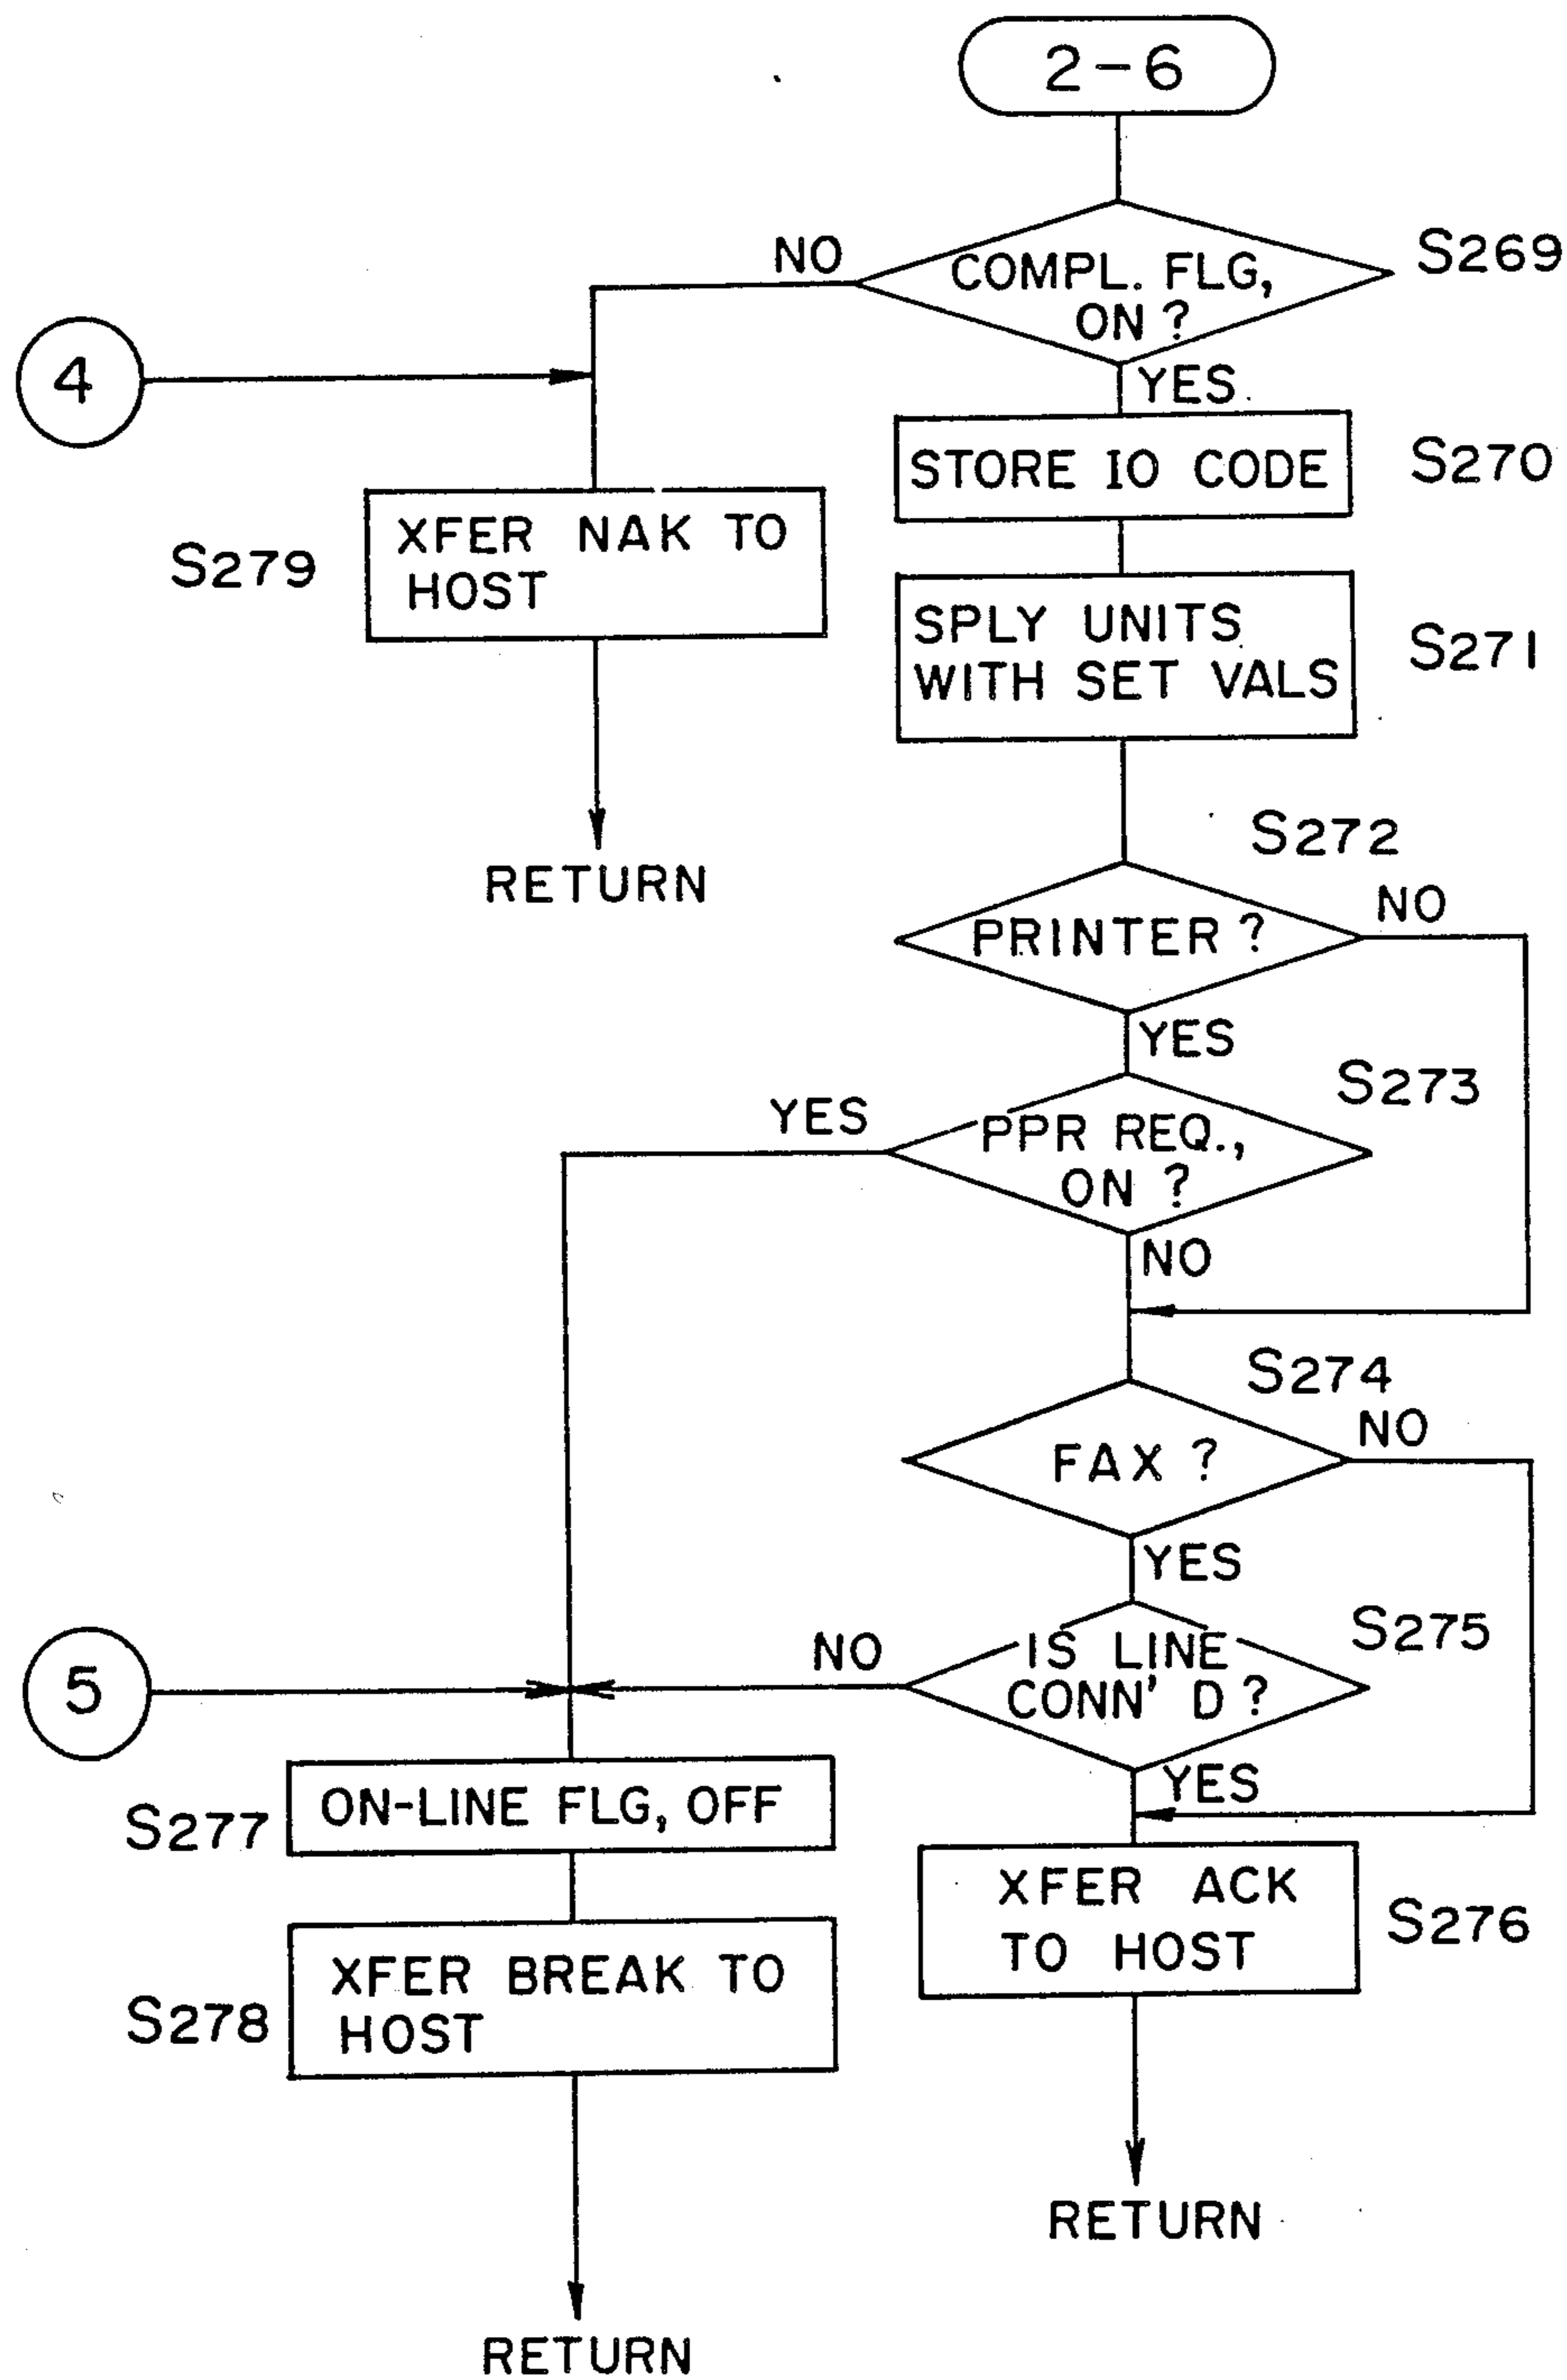 2-6
NO
COMPL. FLG,
ON ?
S269
4
YES
STORE IO CODE
S270
XFER NAK TO
HOST
S279
SPLY UNITS
WITH SET VALS
S271
RETURN
S272
PRINTER ?
NO
YES
S273
YES
PPR REQ.,
ON ?
NO
S274
FAX ?
NO
YES
S275
NO
IS LINE
CONN' D ?
5
YES
ON-LINE FLG, OFF
S277
XFER ACK
TO HOST
S276
XFER BREAK TO
HOST
S278
RETURN
RETURN